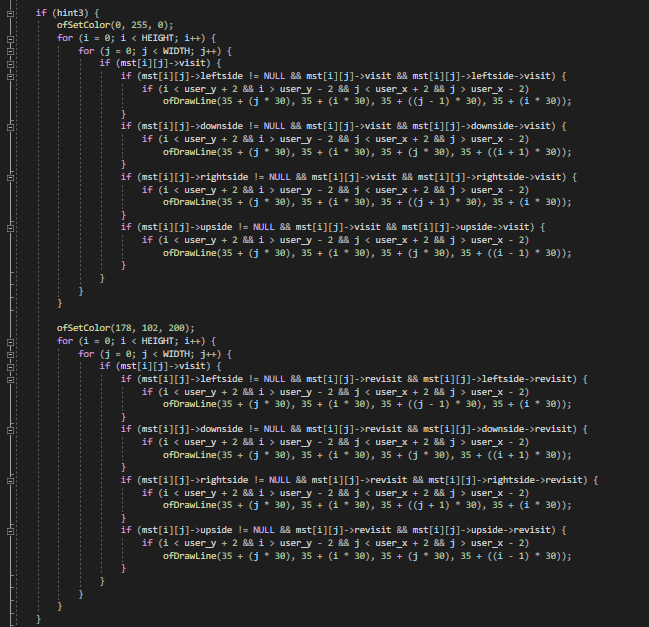 if (hint3) {
    ofSetColor(0, 255, 0);
    for (i = 0; i < HEIGHT; i++) {
        for (j = 0; j < WIDTH; j++) {
            if (mst[i][j]->visit) {
                if (mst[i][j]->leftside != NULL && mst[i][j]->visit && mst[i][j]->leftside->visit) {
                    if (i < user_y + 2 && i > user_y - 2 && j < user_x + 2 && j > user_x - 2)
                        ofDrawLine(35 + (j * 30), 35 + (i * 30), 35 + ((j - 1) * 30), 35 + (i * 30));
                }
                if (mst[i][j]->downside != NULL && mst[i][j]->visit && mst[i][j]->downside->visit) {
                    if (i < user_y + 2 && i > user_y - 2 && j < user_x + 2 && j > user_x - 2)
                        ofDrawLine(35 + (j * 30), 35 + (i * 30), 35 + (j * 30), 35 + ((i + 1) * 30));
                }
                if (mst[i][j]->rightside != NULL && mst[i][j]->visit && mst[i][j]->rightside->visit) {
                    if (i < user_y + 2 && i > user_y - 2 && j < user_x + 2 && j > user_x - 2)
                        ofDrawLine(35 + (j * 30), 35 + (i * 30), 35 + ((j + 1) * 30), 35 + (i * 30));
                }
                if (mst[i][j]->upside != NULL && mst[i][j]->visit && mst[i][j]->upside->visit) {
                    if (i < user_y + 2 && i > user_y - 2 && j < user_x + 2 && j > user_x - 2)
                        ofDrawLine(35 + (j * 30), 35 + (i * 30), 35 + (j * 30), 35 + ((i - 1) * 30));
                }
            }
        }
    }

    ofSetColor(178, 102, 200);
    for (i = 0; i < HEIGHT; i++) {
        for (j = 0; j < WIDTH; j++) {
            if (mst[i][j]->visit) {
                if (mst[i][j]->leftside != NULL && mst[i][j]->revisit && mst[i][j]->leftside->revisit) {
                    if (i < user_y + 2 && i > user_y - 2 && j < user_x + 2 && j > user_x - 2)
                        ofDrawLine(35 + (j * 30), 35 + (i * 30), 35 + ((j - 1) * 30), 35 + (i * 30));
                }
                if (mst[i][j]->downside != NULL && mst[i][j]->revisit && mst[i][j]->downside->revisit) {
                    if (i < user_y + 2 && i > user_y - 2 && j < user_x + 2 && j > user_x - 2)
                        ofDrawLine(35 + (j * 30), 35 + (i * 30), 35 + (j * 30), 35 + ((i + 1) * 30));
                }
                if (mst[i][j]->rightside != NULL && mst[i][j]->revisit && mst[i][j]->rightside->revisit) {
                    if (i < user_y + 2 && i > user_y - 2 && j < user_x + 2 && j > user_x - 2)
                        ofDrawLine(35 + (j * 30), 35 + (i * 30), 35 + ((j + 1) * 30), 35 + (i * 30));
                }
                if (mst[i][j]->upside != NULL && mst[i][j]->revisit && mst[i][j]->upside->revisit) {
                    if (i < user_y + 2 && i > user_y - 2 && j < user_x + 2 && j > user_x - 2)
                        ofDrawLine(35 + (j * 30), 35 + (i * 30), 35 + (j * 30), 35 + ((i - 1) * 30));
                }
            }
        }
    }
}